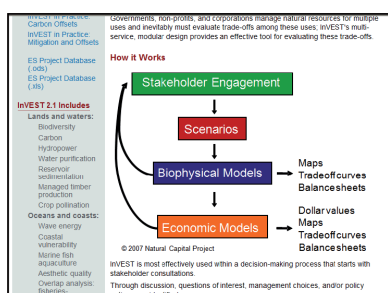 InVEST in Practice:
Carbon Offsets
InVEST in Practice:
Mitigation and Offsets
ES Project Database
(.ods)
ES Project Database
(.xls)
InVEST 2.1 Includes
Lands and waters:
Biodiversity
Carbon
Hydropower
Water purification
Reservoir
sedimentation
Managed timber
production
Crop pollination
Oceans and coasts:
Wave energy
Coastal
vulnerability
Marine fish
aquaculture
Aesthetic quality
Overlap analysis:
fisheries-
Governments, non-profits, and corporations manage natural resources for multiple
uses and inevitably must evaluate trade-offs among these uses; InVEST's multi-
service, modular design provides an effective tool for evaluating these trade-offs.
How it Works
Stakeholder Engagement
Scenarios
Biophysical Models
Maps
Tradeoff curves
Balance sheets
Economic Models
Dollar values
Maps
Tradeoff curves
Balance sheets
© 2007 Natural Capital Project
InVEST is most effectively used within a decision-making process that starts with
stakeholder consultations.
Through discussion, questions of interest, management choices, and/or policy